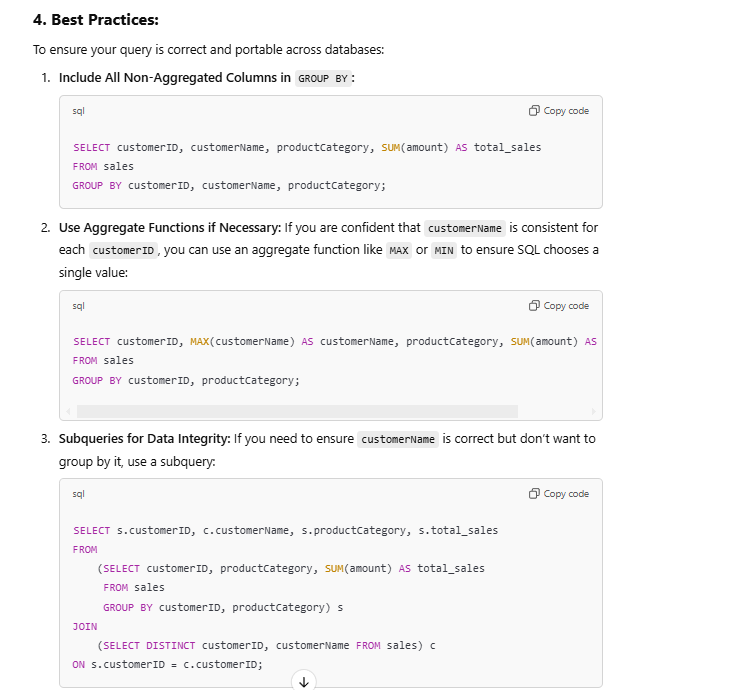 4. Best Practices:
To ensure your query is correct and portable across databases:
1. Include All Non-Aggregated Columns in GROUP BY:
sql Copy code
SELECT customerID, customerName, productCategory, SUM(amount) AS total_sales
FROM sales
GROUP BY customerID, customerName, productCategory;
2. Use Aggregate Functions if Necessary: If you are confident that customerName is consistent for
each customerID, you can use an aggregate function like MAX or MIN to ensure SQL chooses a
single value:
sql Copy code
SELECT customerID, MAX(customerName) AS customerName, productCategory, SUM(amount) AS
FROM sales
GROUP BY customerID, productCategory;
3. Subqueries for Data Integrity: If you need to ensure customerName is correct but don't want to
group by it, use a subquery:
sql Copy code
SELECT s.customerID, c.customerName, s.productCategory, s.total_sales
FROM
(SELECT customerID, productCategory, SUM(amount) AS total_sales
FROM sales
GROUP BY customerID, productCategory) s
JOIN
(SELECT DISTINCT customerID, customerName FROM sales) c
ON s.customerID = c.customerID;